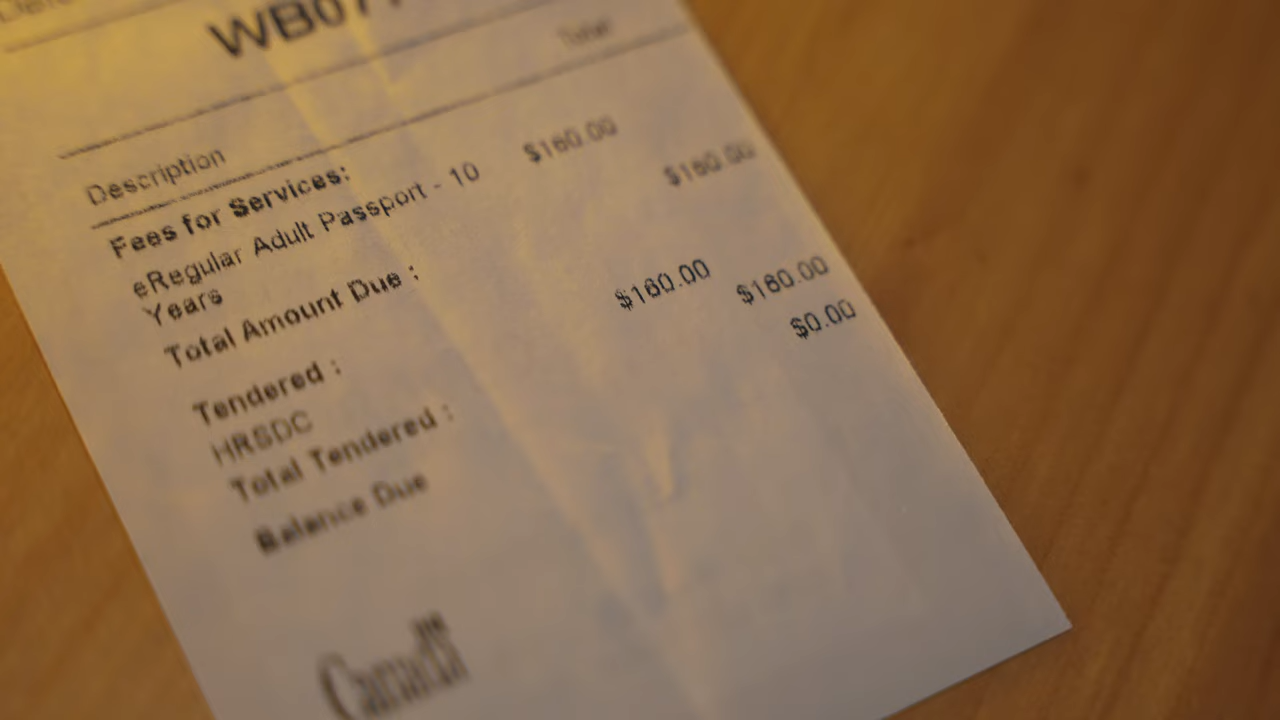 Date
WB07
Total
Description
Fees for Services:
eRegular Adult Passport - 10 $160.00
Years
Total Amount Due : $160.00
Tendered :
HRSDC $160.00
Total Tendered : $160.00
Balance Due $0.00
Canada